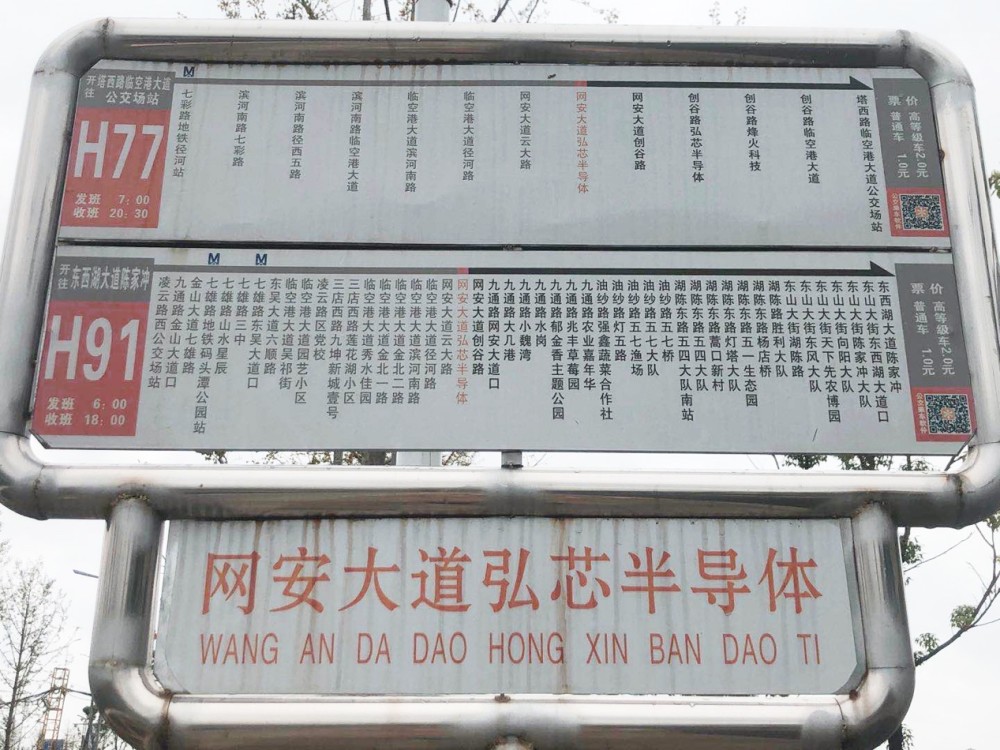 开往 塔西路临空港大道公交场站
H77
发班 7:00
收班 20:30
七彩路地铁径河站
滨河南路七彩路
滨河南路径西五路
滨河南路临空港大道
临空港大道滨河南路
临空港大道径河路
网安大道云大路
网安大道弘芯半导体
网安大道创谷路
创谷路弘芯半导体
创谷路烽火科技
创谷路临空港大道
塔西路临空港大道公交场站
票价
普通车 1.0元
高等级车2.0元
开往 东西湖大道陈家冲
H91
发班 6:00
收班 18:00
凌云路西公交场站
九通路金山大道口
金山大道七雄路
七雄路地铁码头潭公园站
七雄路山水星辰
七雄路三中
七雄路东吴大道口
东吴大道六顺路
临空港大道吴祁街
临空港大道园艺小区
凌云路区党校
三店西路九坤新城壹号
三店西路莲花湖小区
临空港大道秀水佳园
临空港大道金北一路
临空港大道金北二路
临空港大道滨河南路
临空港大道径河路
网安大道云大路
网安大道弘芯半导体
网安大道创谷路
九通路网安大道口
九通路大几港
九通路小魏湾
九通路水岗
九通路郁金香主题公园
九通路兆丰草莓园
九通路农业嘉年华
油纱路强鑫蔬菜合作社
油纱路灯五路
油纱路五七渔场
油纱路五七大队
油纱路五七桥
湖陈东路五四大队南站
湖陈东路五四大队
湖陈东路蒿口新村
湖陈东路灯塔大队
湖陈东路五一生态园
湖陈东路杨店桥
湖陈路胜利大队
东山大街湖陈路
东山大街东风大队
东山大街天下先农博园
东山大街向阳大队
东山大街陈家冲大队
东山大街东西湖大道口
东西湖大道陈家冲
票价
普通车 1.0元
高等级车2.0元
网安大道弘芯半导体
WANG AN DA DAO HONG XIN BAN DAO TI